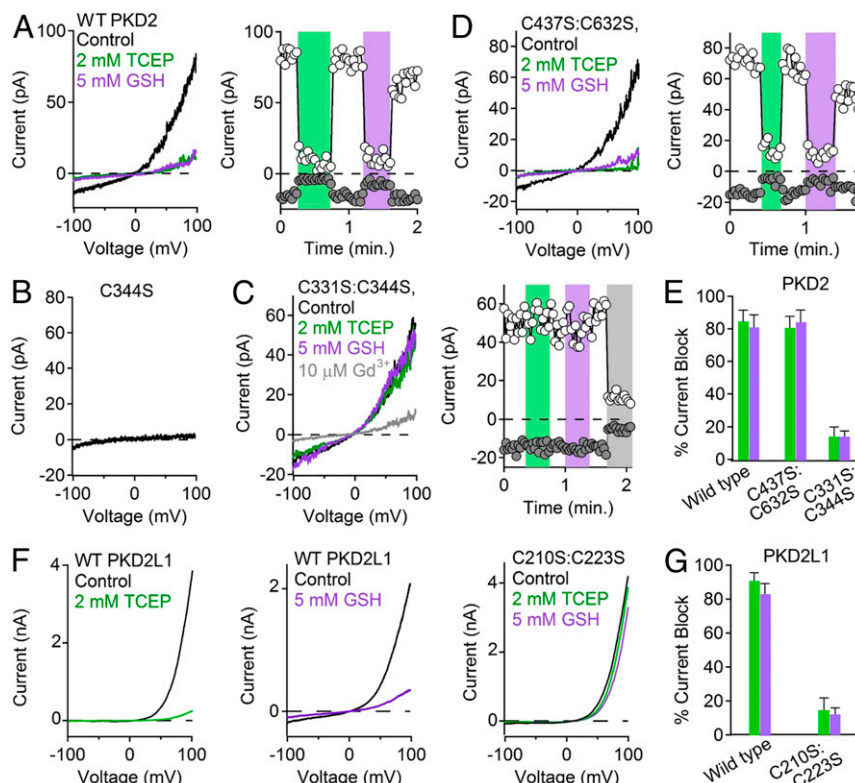 A
WT PKD2
Control
2 mM TCEP
5 mM GSH
Current (pA)
100
50
0
-100
0
100
Voltage (mV)
Current (pA)
100
50
0
0
1
2
Time (min.)
D
C437S:C632S,
Control
2 mM TCEP
5 mM GSH
Current (pA)
80
60
40
20
0
-20
-100
0
100
Voltage (mV)
Current (pA)
80
60
40
20
0
-20
0
1
Time (min.)
B
C344S
Current (pA)
60
40
20
0
-20
-100
0
100
Voltage (mV)
C
C331S:C344S,
Control
2 mM TCEP
5 mM GSH
10 μM Gd3+
Current (pA)
60
40
20
0
-20
-100
0
100
Voltage (mV)
Current (pA)
60
40
20
0
-20
0
1
2
Time (min.)
E
PKD2
% Current Block
100
80
60
40
20
0
Wild type
C437S:
C632S
C331S:
C344S
F
WT PKD2L1
Control
2 mM TCEP
Current (nA)
4
2
0
-100
0
100
Voltage (mV)
WT PKD2L1
Control
5 mM GSH
Current (nA)
2
0
-100
0
100
Voltage (mV)
C210S:C223S
Control
2 mM TCEP
5 mM GSH
Current (nA)
4
2
0
-100
0
100
Voltage (mV)
G
PKD2L1
% Current Block
100
80
60
40
20
0
Wild type
C210S:
C223S